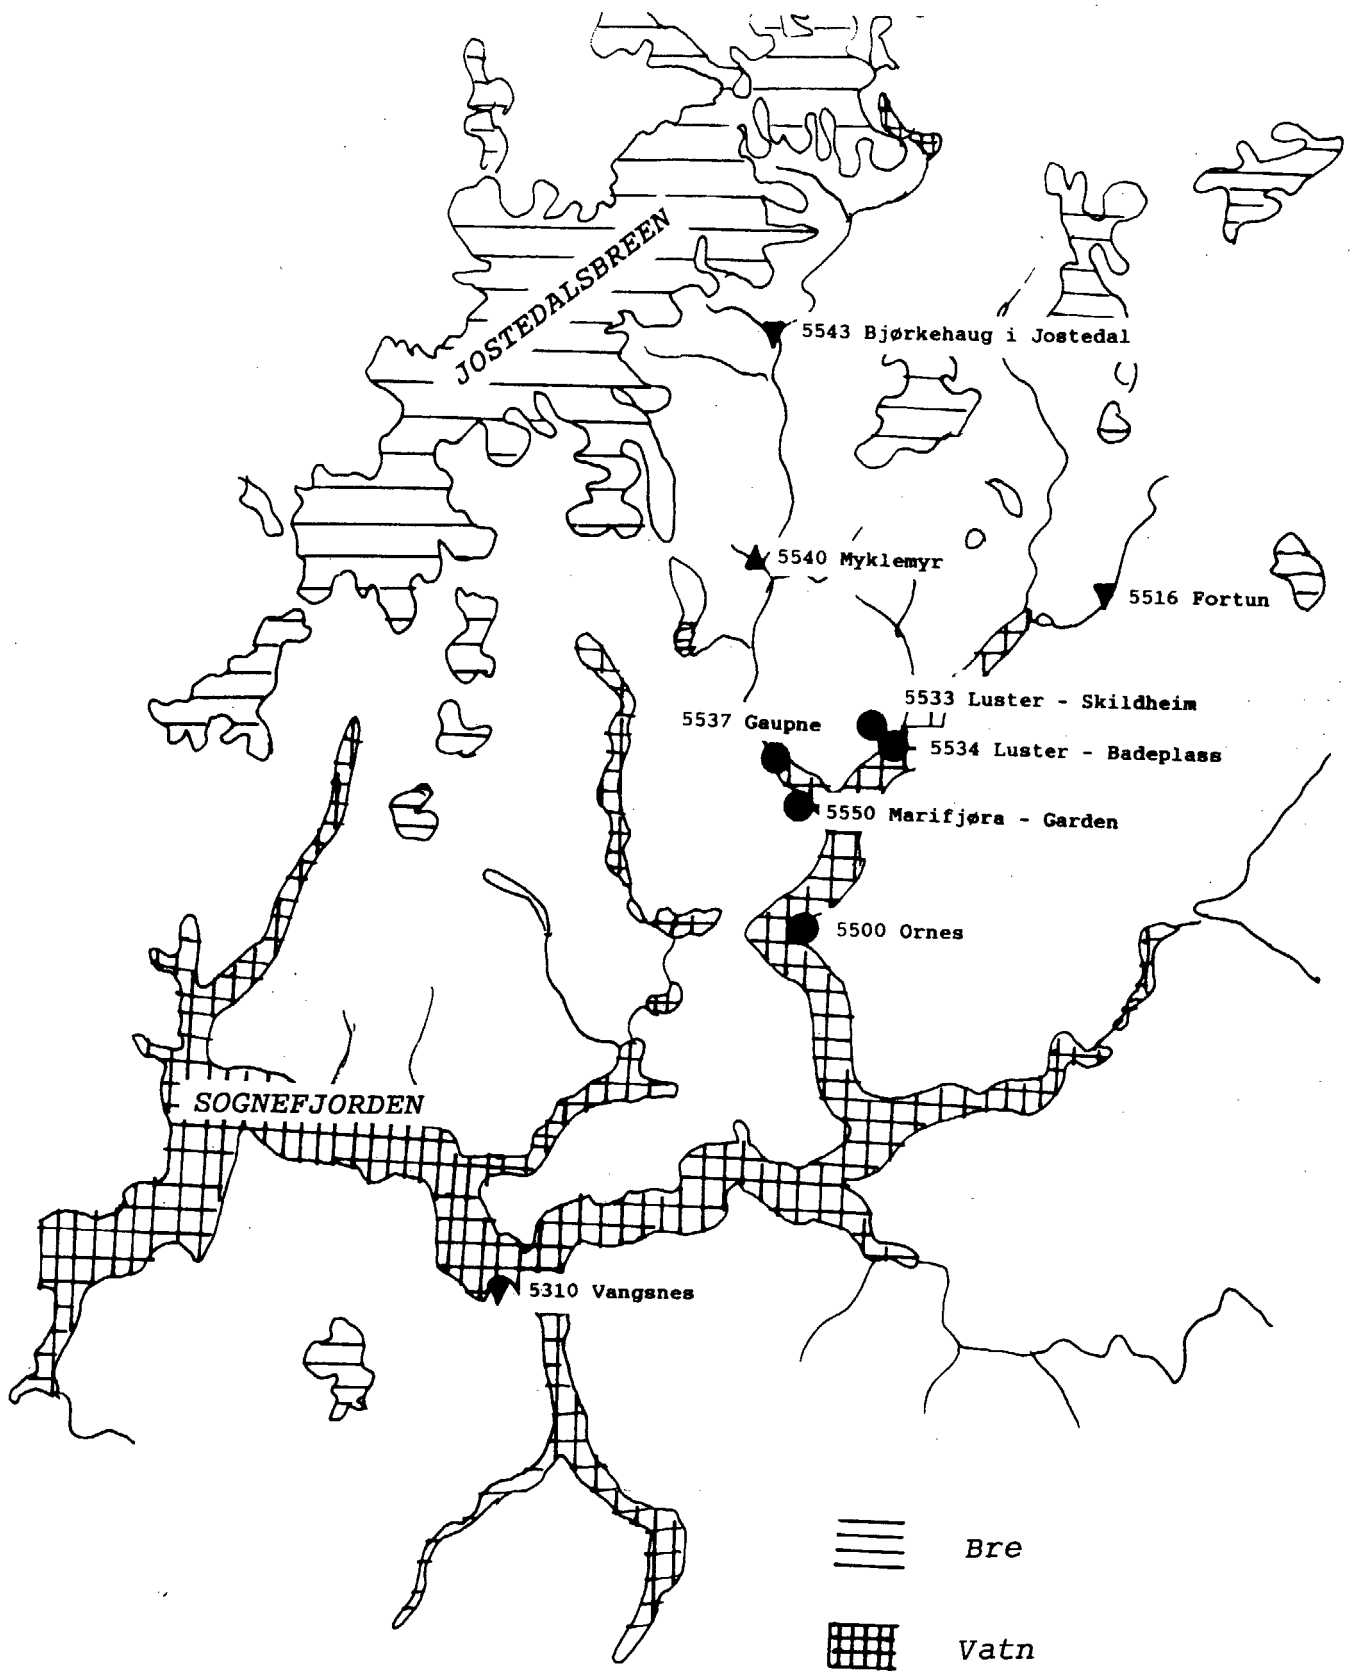 JOSTEDALSBREEN
5543 Bjørkehaug i Jostedal
5540 Myklemyr
5516 Fortun
5533 Luster - Skildheim
5537 Gaupne
5534 Luster - Badeplass
5550 Marifjøra - Garden
5500 Ornes
SOGNEFJORDEN
5310 Vangsnes
Bre
Vatn